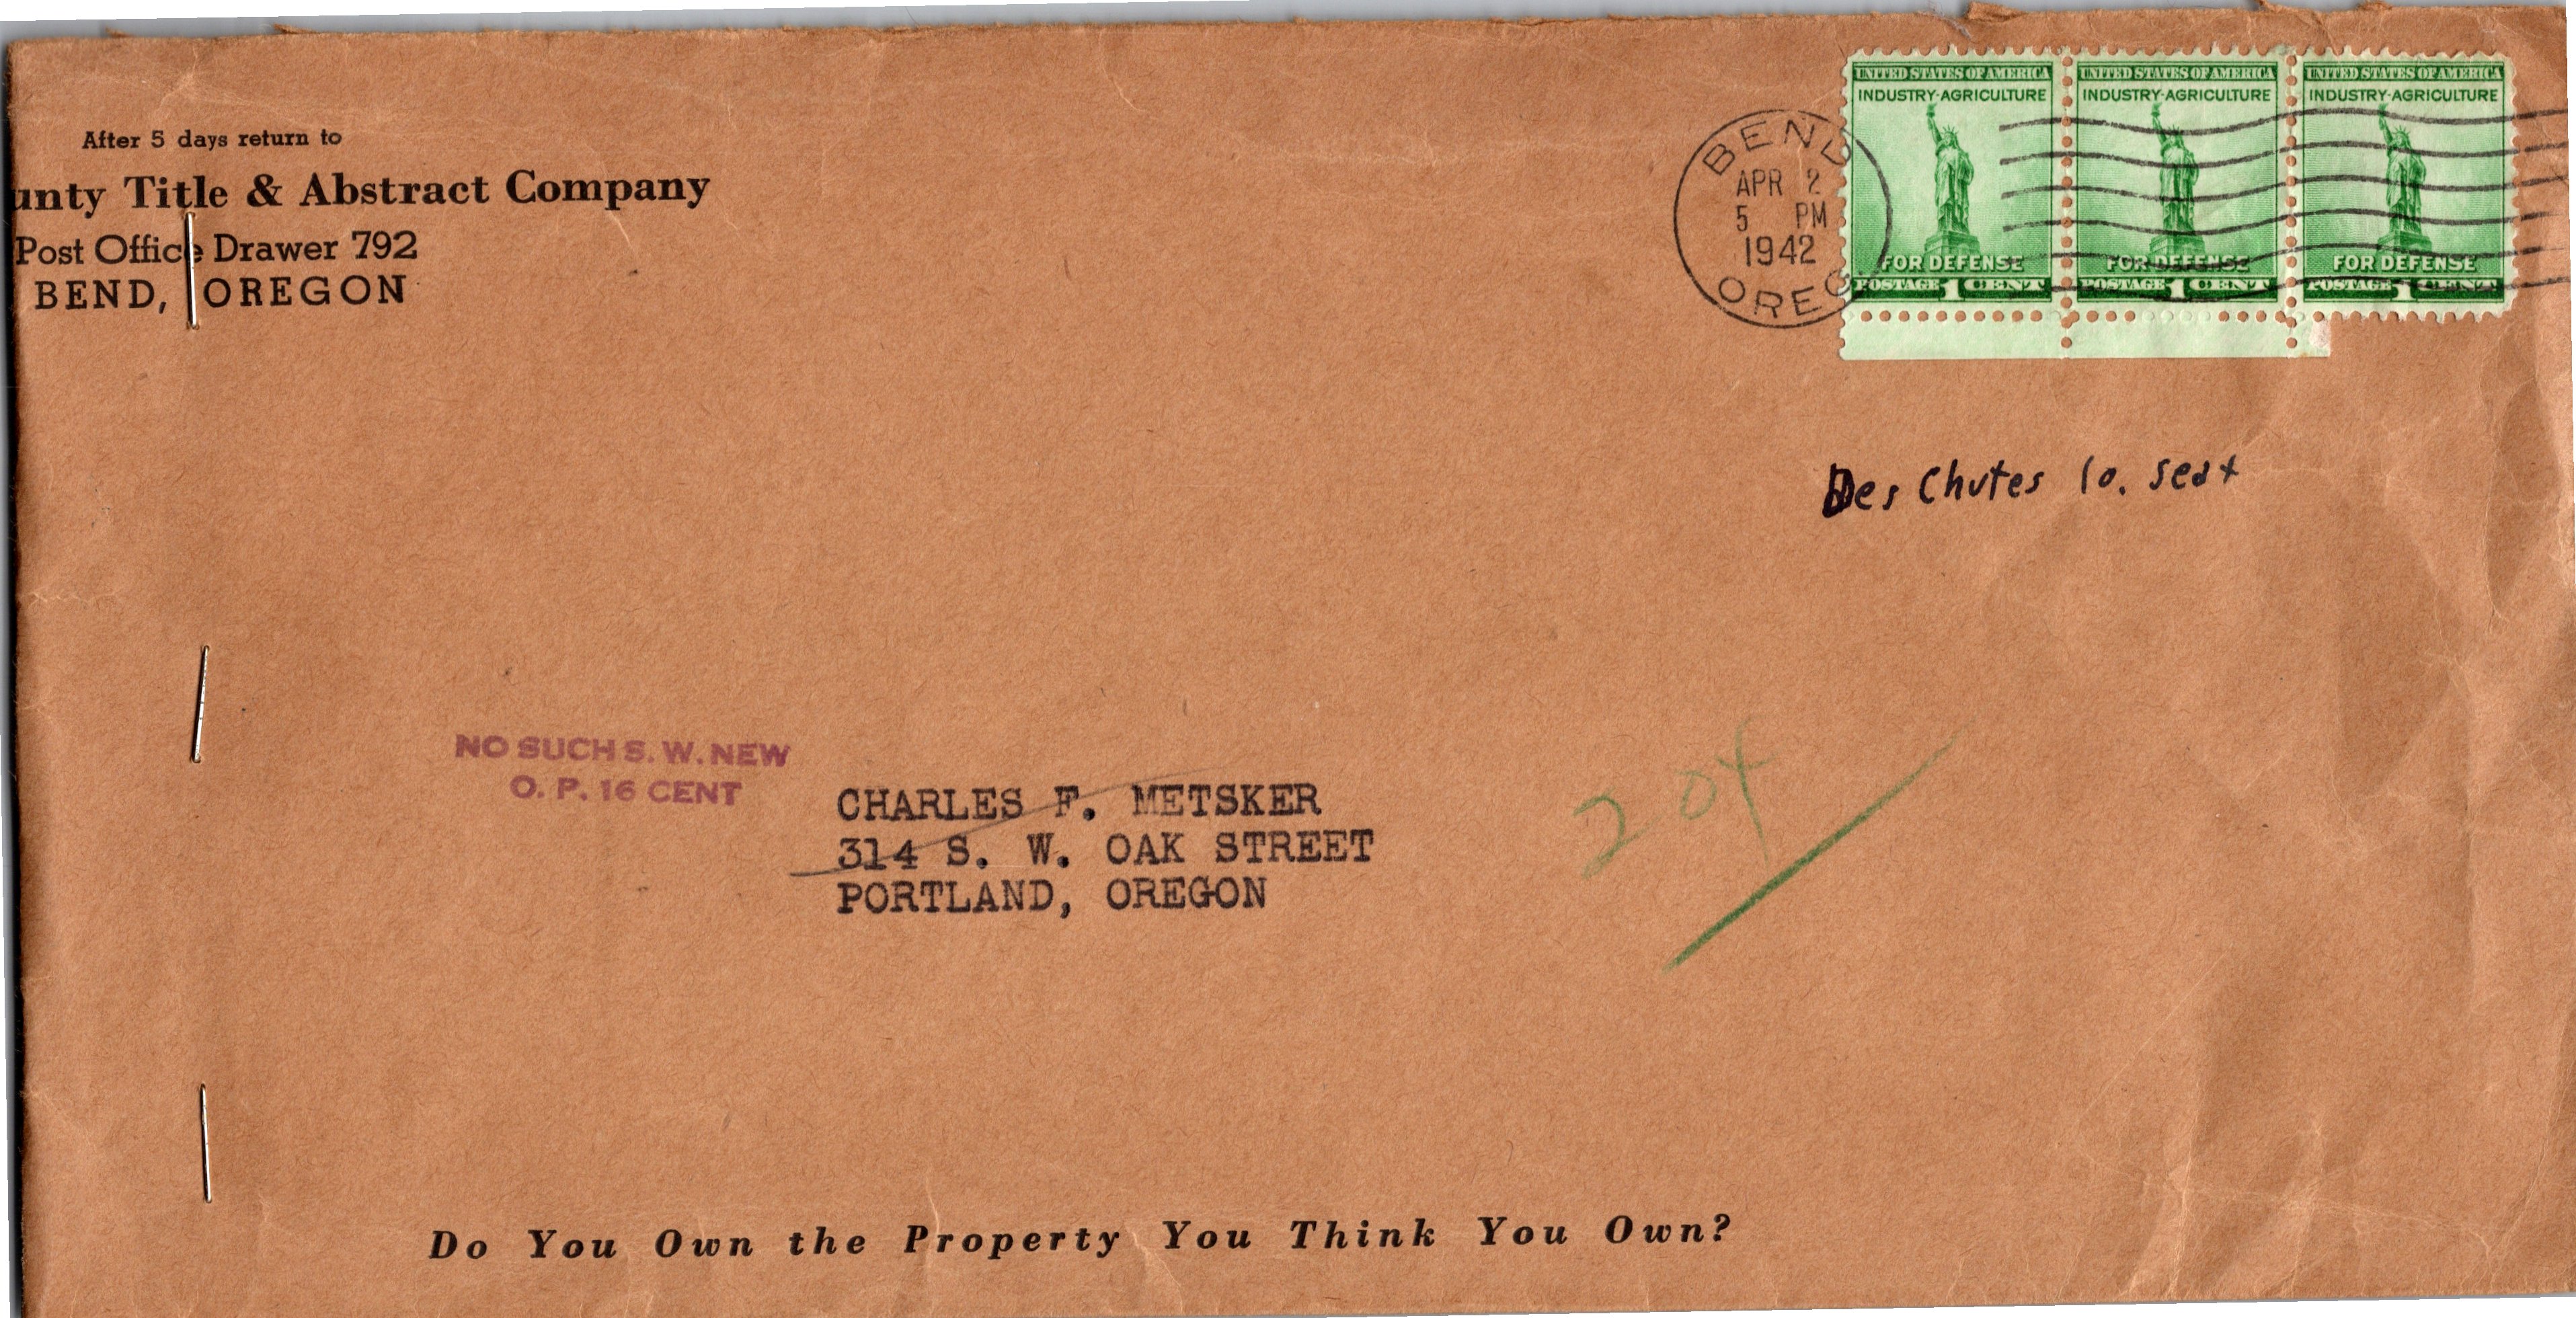 After 5 days return to
unty Title & Abstract Company
Post Office Drawer 792
BEND, OREGON
BEND
APR 2
5 PM
1942
OREG
UNITED STATES OF AMERICA
INDUSTRY·AGRICULTURE
FOR DEFENSE
POSTAGE 1 CENT
UNITED STATES OF AMERICA
INDUSTRY·AGRICULTURE
FOR DEFENSE
POSTAGE 1 CENT
UNITED STATES OF AMERICA
INDUSTRY·AGRICULTURE
FOR DEFENSE
POSTAGE 1 CENT
Des Chutes Co. seat
NO SUCH S. W. NEW
O. P. 16 CENT
CHARLES F. METSKER
314 S. W. OAK STREET
PORTLAND, OREGON
204
Do You Own the Property You Think You Own?